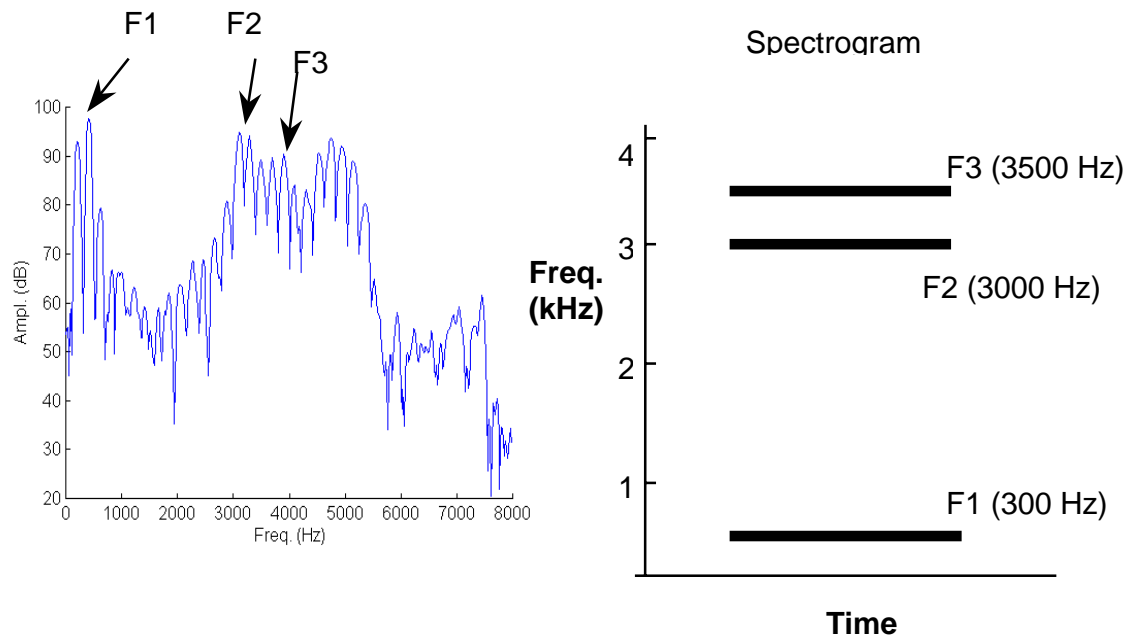 F1
F2
F3
100
90
80
70
60
50
40
30
20
Ampl. (dB)
0 1000 2000 3000 4000 5000 6000 7000 8000
Freq. (Hz)
Spectrogram
4
3
2
1
Freq.
(kHz)
F3 (3500 Hz)
F2 (3000 Hz)
F1 (300 Hz)
Time